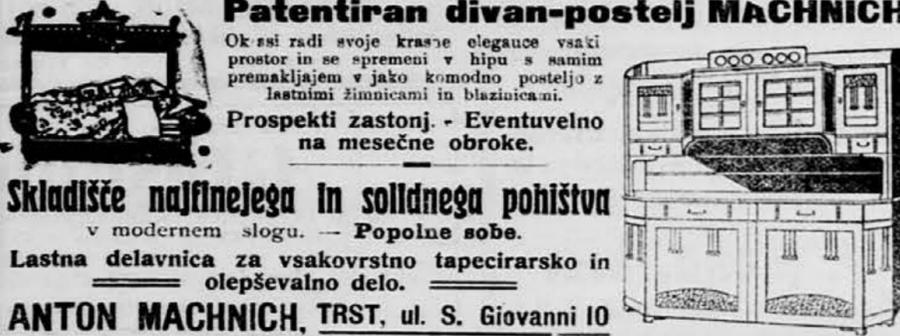 Patentiran divan-postelj MACHNICH
Okrasi radi svoje krasne elegance vsaki
prostor in se spremeni v hipu s samim
premakljajem v jako komodno posteljo z
lastnimi žimnicami in blazinicami.
Prospekti zastonj. - Eventuvelno
na mesečne obroke.
Skladišče najfinejega in solidnega pohištva
v modernem slogu. — Popolne sobe.
Lastna delavnica za vsakovrstno tapecirarsko in
olepševalno delo.
ANTON MACHNICH, TRST, ul. S. Giovanni 10